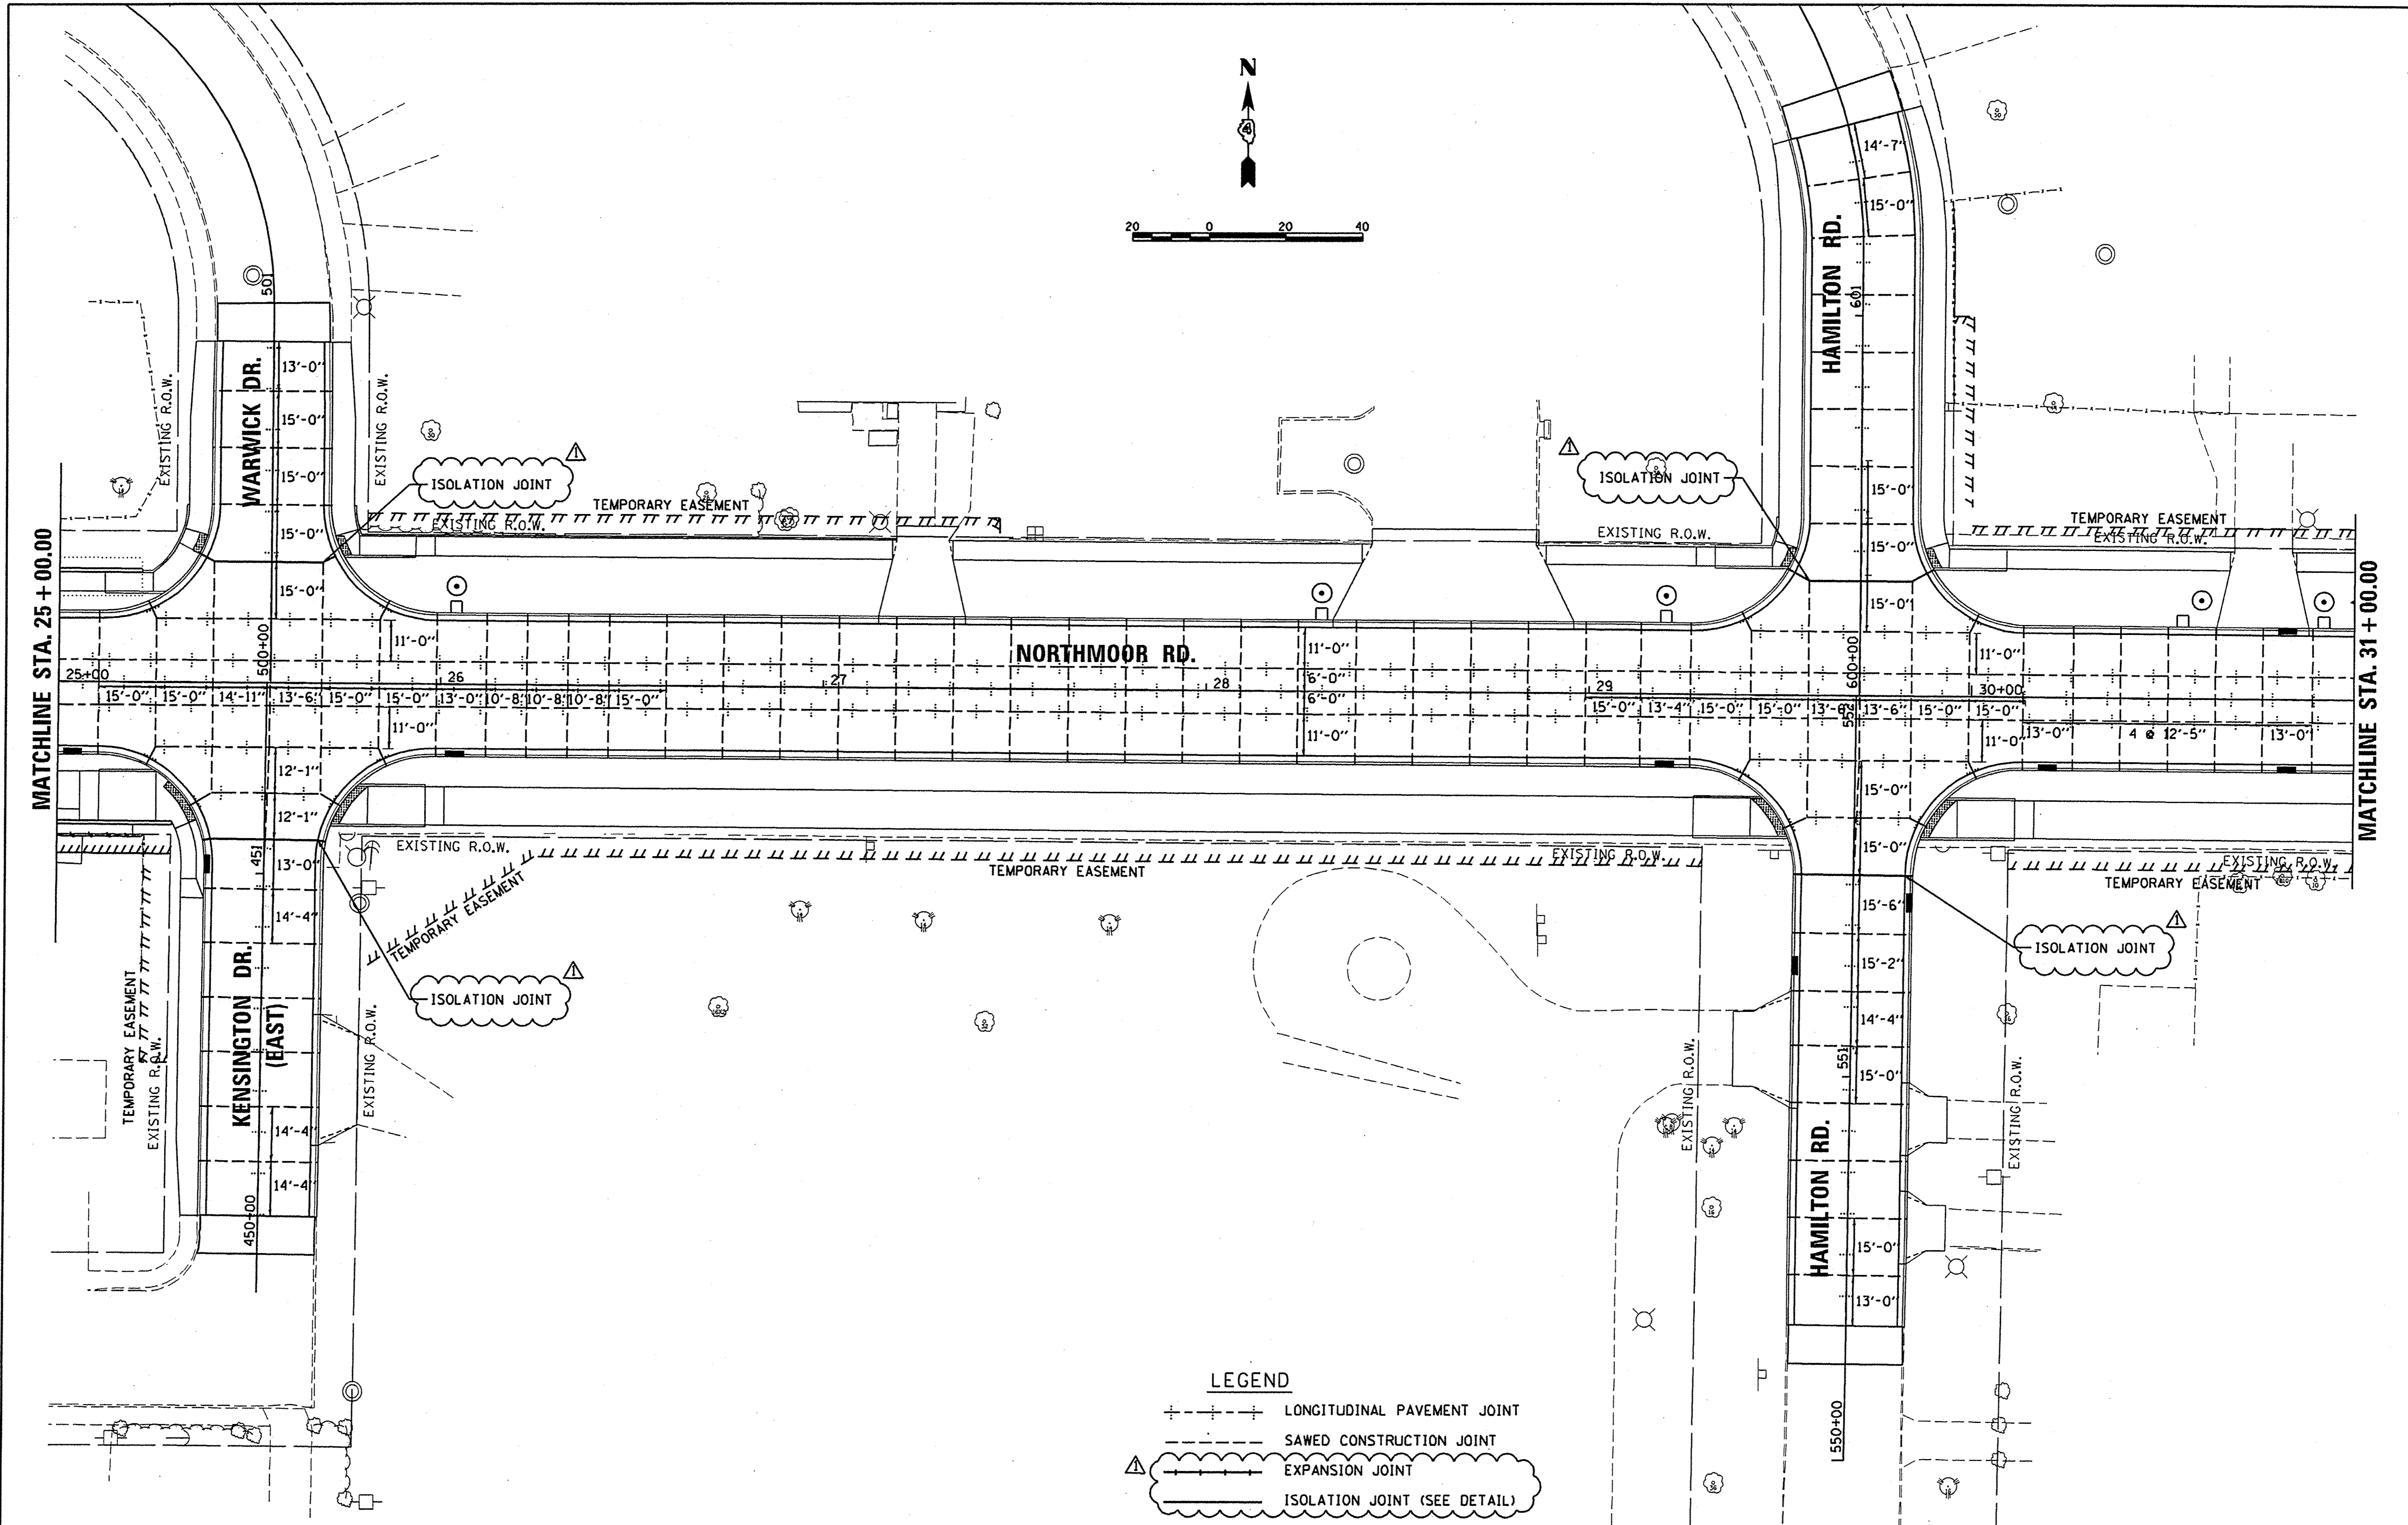 N
4
20 0 20 40
14'-7"
15'-0"
HAMILTON RD.
601
501
WARWICK DR.
13'-0"
15'-0"
15'-0"
15'-0"
15'-0"
EXISTING R.O.W.
EXISTING R.O.W.
ISOLATION JOINT
1
TEMPORARY EASEMENT
EXISTING R.O.W.
1
ISOLATION JOINT
EXISTING R.O.W.
15'-0"
15'-0"
15'-0"
TEMPORARY EASEMENT
EXISTING R.O.W.
MATCHLINE STA. 25+00.00
MATCHLINE STA. 31+00.00
NORTHMOOR RD.
500+00
600+00
11'-0"
11'-0"
6'-0"
6'-0"
11'-0"
11'-0"
25+00
26
27
28
29
30+00
15'-0" 15'-0" 14'-11" 13'-6" 15'-0" 15'-0" 13'-0" 10'-8" 10'-8" 10'-8" 15'-0"
15'-0" 13'-4" 15'-0" 15'-0" 13'-6" 13'-6" 15'-0" 15'-0"
552
11'-0"
11'-0"
13'-0" 4 @ 12'-5" 13'-0"
12'-1"
12'-1"
451
13'-0"
14'-4"
14'-4"
14'-4"
450+00
KENSINGTON DR.
(EAST)
TEMPORARY EASEMENT
EXISTING R.O.W.
EXISTING R.O.W.
EXISTING R.O.W.
TEMPORARY EASEMENT
TEMPORARY EASEMENT
EXISTING R.O.W.
ISOLATION JOINT
1
15'-0"
15'-0"
15'-6"
15'-2"
14'-4"
551
15'-0"
15'-0"
13'-0"
HAMILTON RD.
550+00
EXISTING R.O.W.
EXISTING R.O.W.
EXISTING R.O.W.
TEMPORARY EASEMENT
ISOLATION JOINT
1
LEGEND
LONGITUDINAL PAVEMENT JOINT
SAWED CONSTRUCTION JOINT
1
EXPANSION JOINT
ISOLATION JOINT (SEE DETAIL)